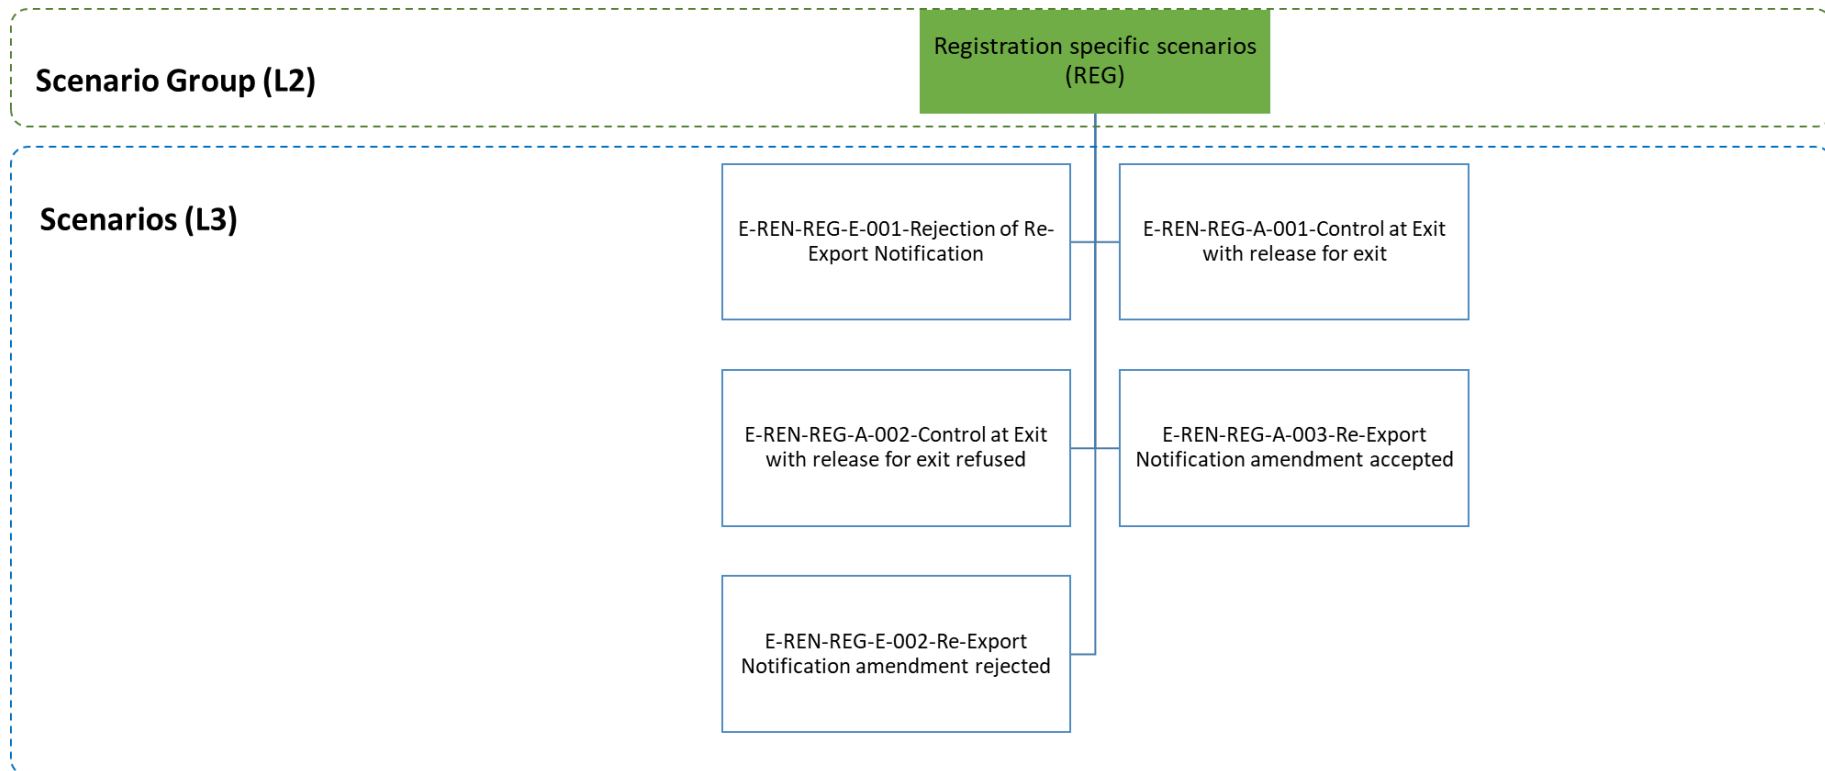 Registration specific scenarios
(REG)
Scenario Group (L2)
Scenarios (L3)
E-REN-REG-E-001-Rejection of Re-
Export Notification
E-REN-REG-A-001-Control at Exit
with release for exit
E-REN-REG-A-002-Control at Exit
with release for exit refused
E-REN-REG-A-003-Re-Export
Notification amendment accepted
E-REN-REG-E-002-Re-Export
Notification amendment rejected